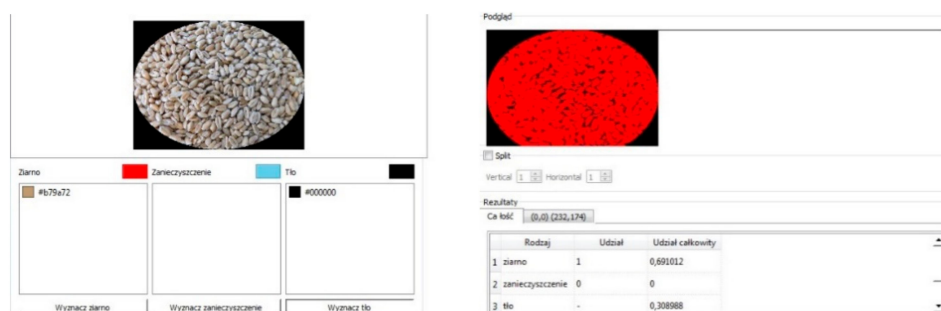 Ziarno Zanieczyszczenie Tło
#b79a72 #000000
Wyznacz ziarno Wyznacz zanieczyszczenie Wyznacz tło
Podgląd
Split
Vertical 1 Horizontal 1
Rezultaty
Całość (0,0) (232,174)
Rodzaj Udział Udział całkowity
1 ziarno 1 0,691012
2 zanieczyszczenie 0 0
3 tło - 0,308988